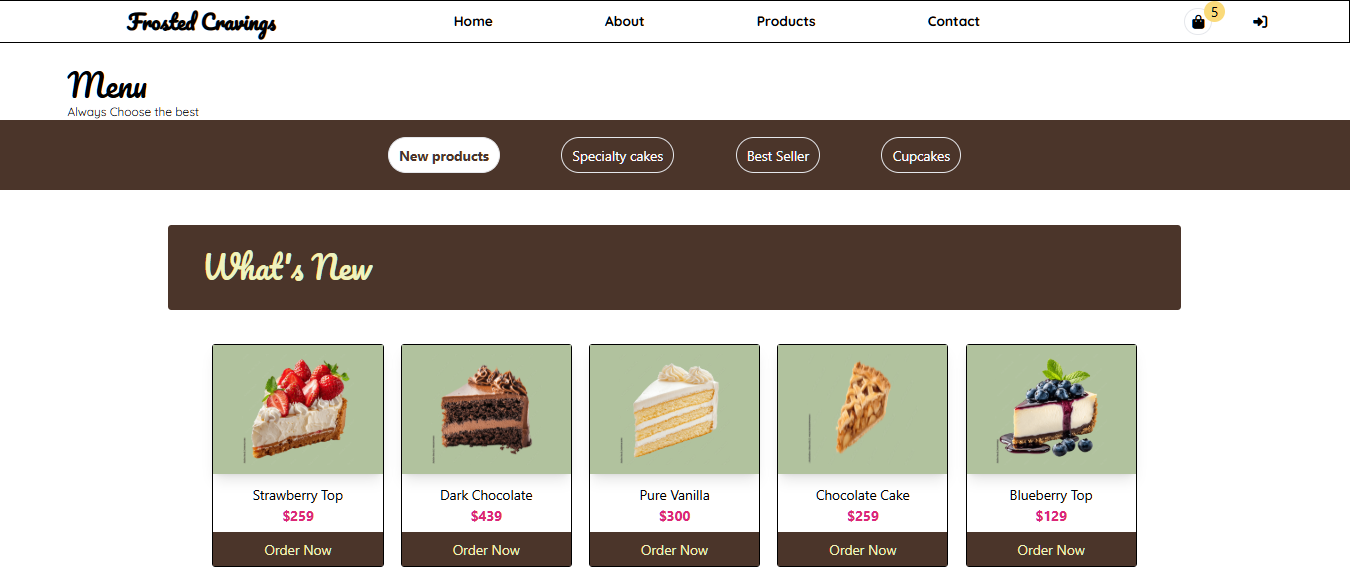 Frosted Cravings Home About Products Contact 5
Menu
Always Choose the best
New products Specialty cakes Best Seller Cupcakes
What's New
Strawberry Top Dark Chocolate Pure Vanilla Chocolate Cake Blueberry Top
$259 $439 $300 $259 $129
Order Now Order Now Order Now Order Now Order Now